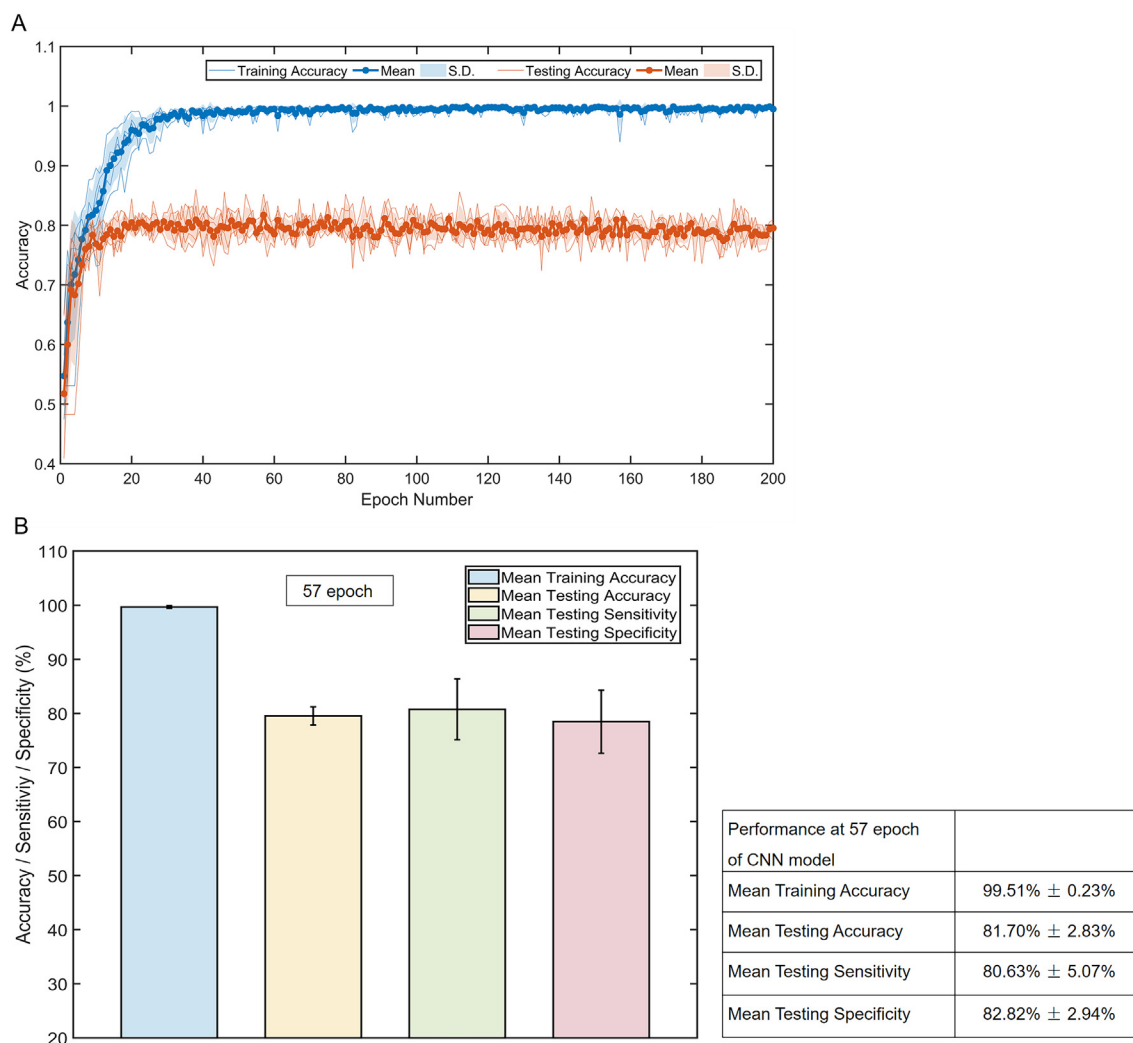 A
1.1
Training Accuracy Mean S.D. Testing Accuracy Mean S.D.
1
0.9
0.8
0.7
0.6
0.5
0.4
Accuracy
0 20 40 60 80 100 120 140 160 180 200
Epoch Number
B
110
100
90
80
70
60
50
40
30
20
Accuracy / Sensitiviy / Specificity (%)
57 epoch
Mean Training Accuracy
Mean Testing Accuracy
Mean Testing Sensitivity
Mean Testing Specificity
Performance at 57 epoch
of CNN model
Mean Training Accuracy 99.51% ± 0.23%
Mean Testing Accuracy 81.70% ± 2.83%
Mean Testing Sensitivity 80.63% ± 5.07%
Mean Testing Specificity 82.82% ± 2.94%